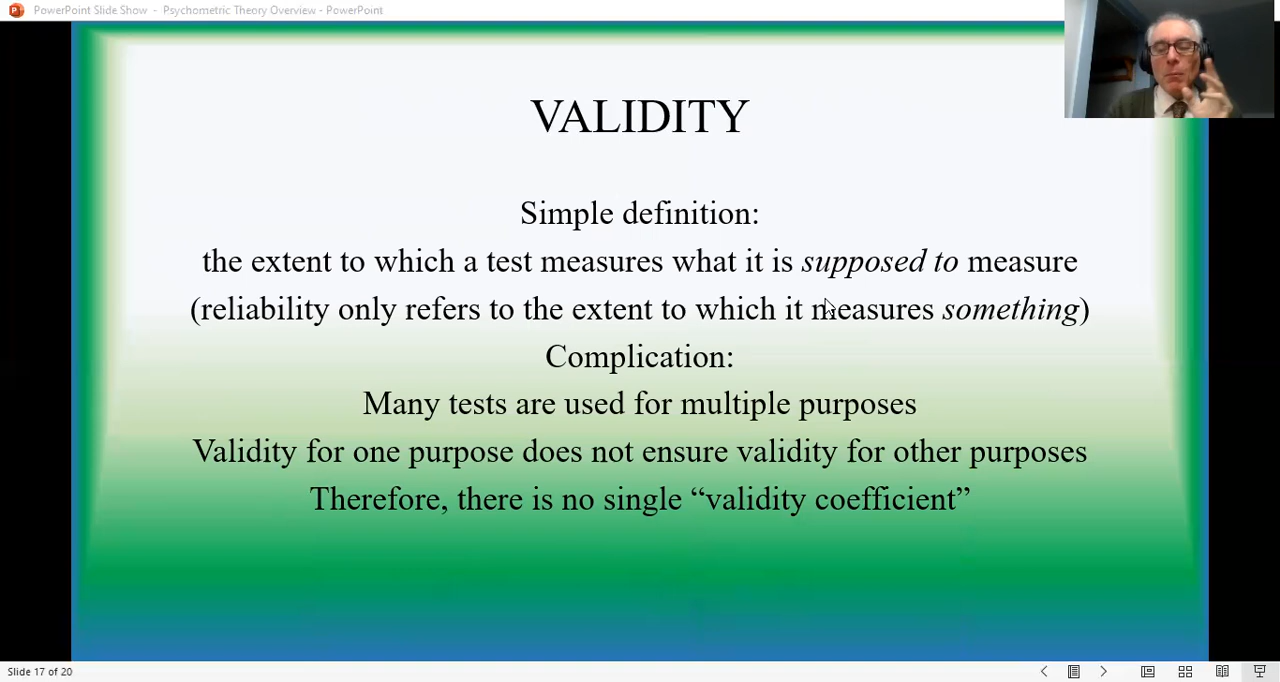 PowerPoint Slide Show - Psychometric Theory Overview - PowerPoint
VALIDITY
Simple definition:
the extent to which a test measures what it is supposed to measure
(reliability only refers to the extent to which it measures something)
Complication:
Many tests are used for multiple purposes
Validity for one purpose does not ensure validity for other purposes
Therefore, there is no single “validity coefficient”
Slide 17 of 20